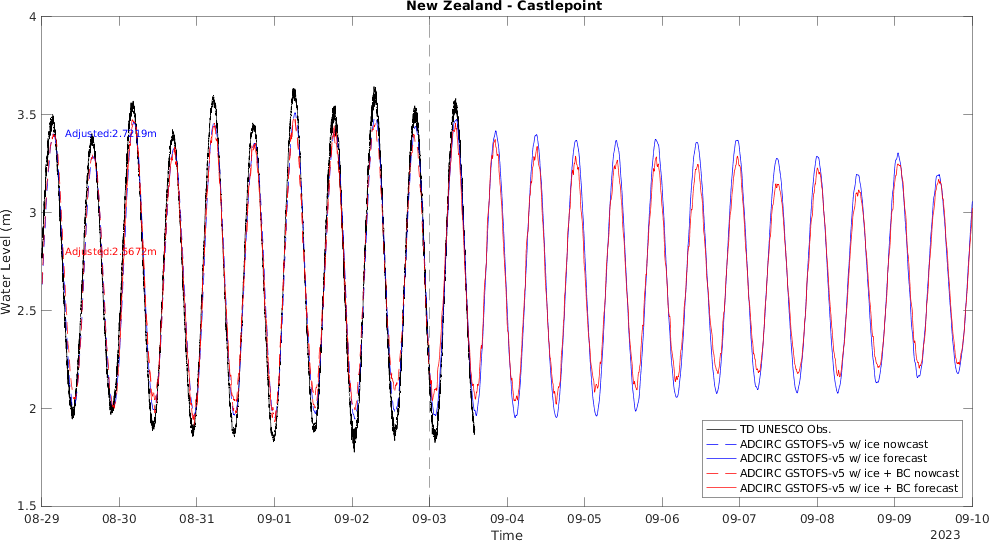 New Zealand - Castlepoint
4
3.5
3
2.5
2
1.5
Water Level (m)
Adjusted:2.7219m
Adjusted:2.6672m
TD UNESCO Obs.
ADCIRC GSTOFS-v5 w/ ice nowcast
ADCIRC GSTOFS-v5 w/ ice forecast
ADCIRC GSTOFS-v5 w/ ice + BC nowcast
ADCIRC GSTOFS-v5 w/ ice + BC forecast
08-29 08-30 08-31 09-01 09-02 09-03 09-04 09-05 09-06 09-07 09-08 09-09 09-10
Time
2023